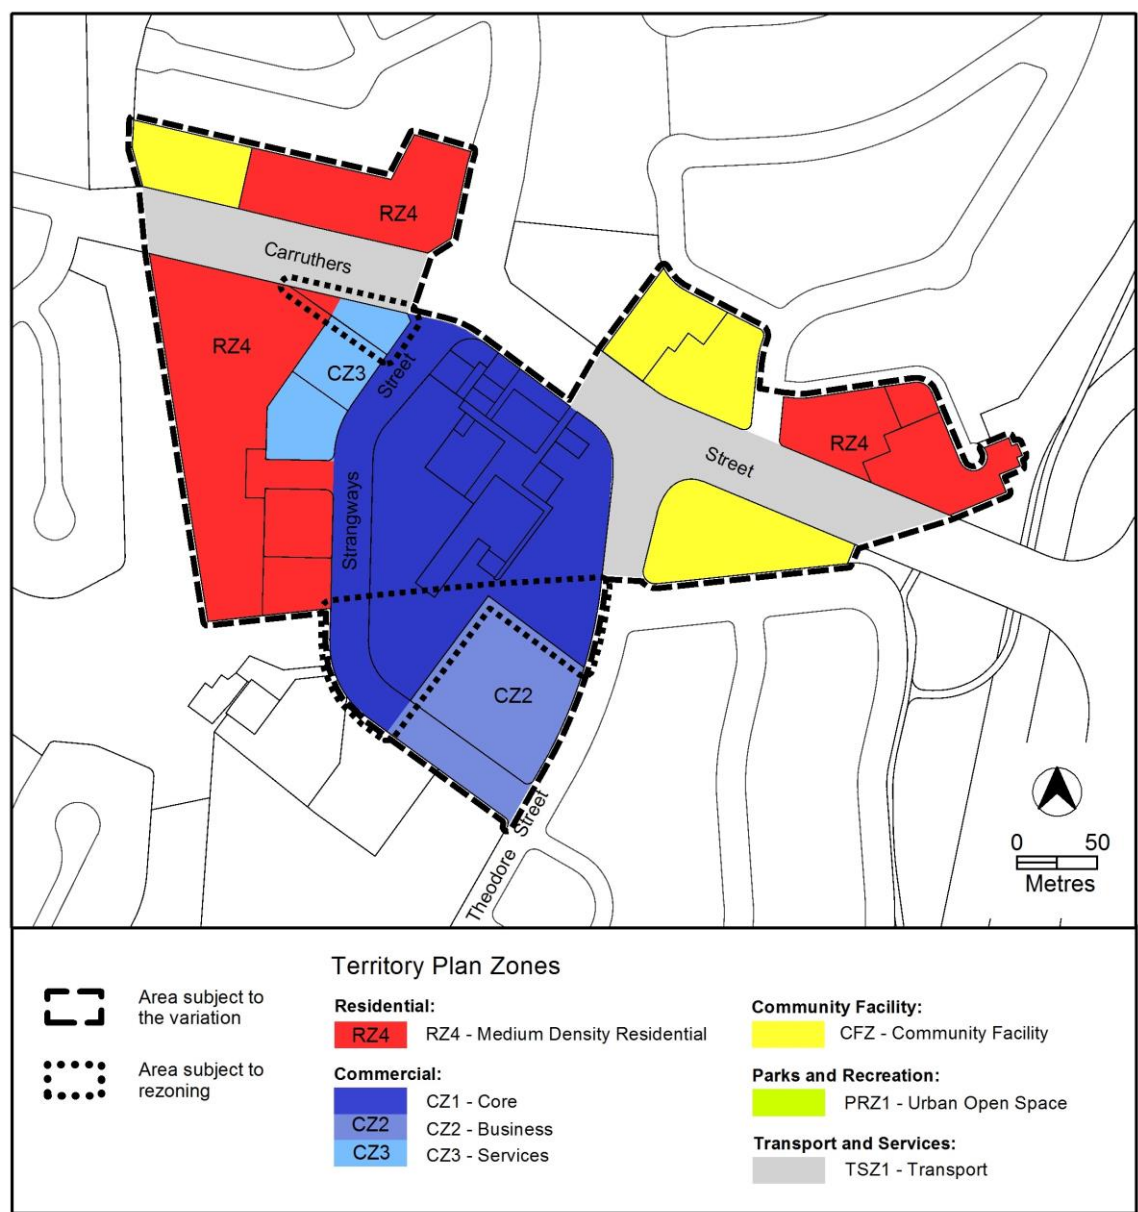 RZ4
Carruthers
RZ4
CZ3
Street
Strangways
Street
RZ4
CZ2
Theodore Street
0 50
Metres
Territory Plan Zones
Area subject to
the variation
Area subject to
rezoning
Residential:
RZ4 RZ4 - Medium Density Residential
Commercial:
CZ1 - Core
CZ2 CZ2 - Business
CZ3 CZ3 - Services
Community Facility:
CFZ - Community Facility
Parks and Recreation:
PRZ1 - Urban Open Space
Transport and Services:
TSZ1 - Transport